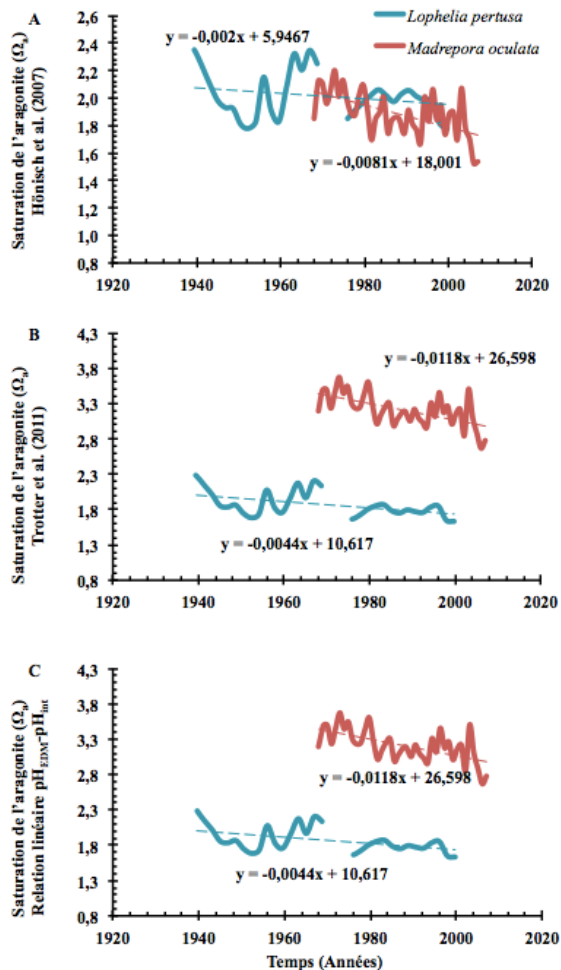 A
Saturation de l'aragonite (Ωa)
Hönisch et al. (2007)
2,6
2,4
2,2
2,0
1,8
1,6
1,4
1,2
1,0
0,8
y = -0,002x + 5,9467
Lophelia pertusa
Madrepora oculata
y = -0,0081x + 18,001
1920 1940 1960 1980 2000 2020
B
Saturation de l'aragonite (Ωa)
Trotter et al. (2011)
4,3
3,8
3,3
2,8
2,3
1,8
1,3
0,8
y = -0,0118x + 26,598
y = -0,0044x + 10,617
1920 1940 1960 1980 2000 2020
C
Saturation de l'aragonite (Ωa)
Relation linéaire pHEDM-pHint
4,3
3,8
3,3
2,8
2,3
1,8
1,3
0,8
y = -0,0118x + 26,598
y = -0,0044x + 10,617
1920 1940 1960 1980 2000 2020
Temps (Années)